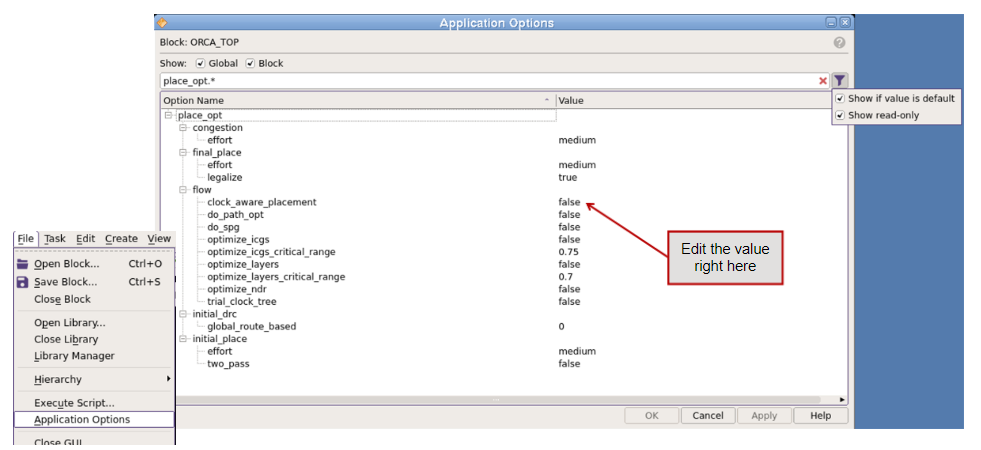 Application Options
Block: ORCA_TOP
Show: Global Block
place_opt.*
Show if value is default
Show read-only
Option Name Value
place_opt
congestion
effort medium
final_place
effort medium
legalize true
flow
clock_aware_placement false
do_path_opt false
do_spg false
optimize_icgs false
optimize_icgs_critical_range 0.75
optimize_layers false
optimize_layers_critical_range 0.7
optimize_ndr false
trial_clock_tree false
initial_drc
global_route_based 0
initial_place
effort medium
two_pass false
Edit the value
right here
OK Cancel Apply Help
File Task Edit Create View
Open Block... Ctrl+O
Save Block... Ctrl+S
Close Block
Open Library...
Close Library
Library Manager
Hierarchy
Execute Script...
Application Options
Close GUI